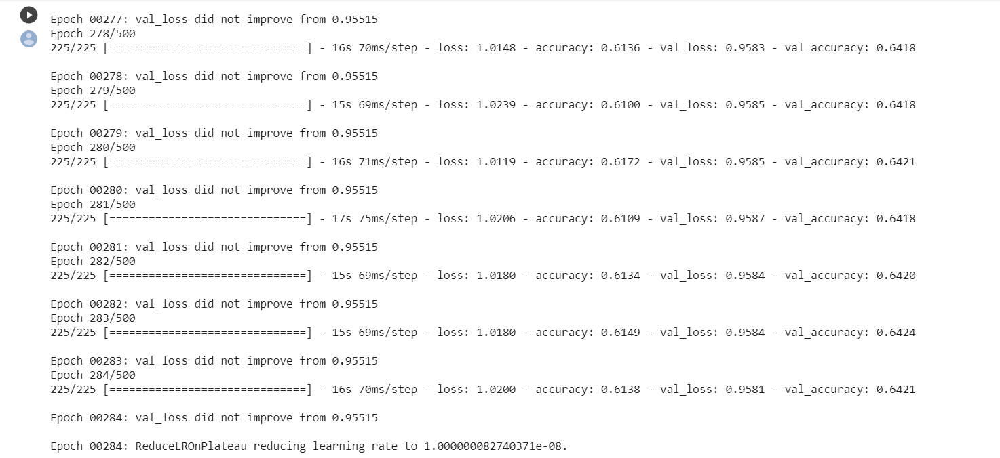 Epoch 00277: val_loss did not improve from 0.95515
Epoch 278/500
225/225 [==============================] - 16s 70ms/step - loss: 1.0148 - accuracy: 0.6136 - val_loss: 0.9583 - val_accuracy: 0.6418
Epoch 00278: val_loss did not improve from 0.95515
Epoch 279/500
225/225 [==============================] - 15s 69ms/step - loss: 1.0239 - accuracy: 0.6100 - val_loss: 0.9585 - val_accuracy: 0.6418
Epoch 00279: val_loss did not improve from 0.95515
Epoch 280/500
225/225 [==============================] - 16s 71ms/step - loss: 1.0119 - accuracy: 0.6172 - val_loss: 0.9585 - val_accuracy: 0.6421
Epoch 00280: val_loss did not improve from 0.95515
Epoch 281/500
225/225 [==============================] - 17s 75ms/step - loss: 1.0206 - accuracy: 0.6109 - val_loss: 0.9587 - val_accuracy: 0.6418
Epoch 00281: val_loss did not improve from 0.95515
Epoch 282/500
225/225 [==============================] - 15s 69ms/step - loss: 1.0180 - accuracy: 0.6134 - val_loss: 0.9584 - val_accuracy: 0.6420
Epoch 00282: val_loss did not improve from 0.95515
Epoch 283/500
225/225 [==============================] - 15s 69ms/step - loss: 1.0180 - accuracy: 0.6149 - val_loss: 0.9584 - val_accuracy: 0.6424
Epoch 00283: val_loss did not improve from 0.95515
Epoch 284/500
225/225 [==============================] - 16s 70ms/step - loss: 1.0200 - accuracy: 0.6138 - val_loss: 0.9581 - val_accuracy: 0.6421
Epoch 00284: val_loss did not improve from 0.95515
Epoch 00284: ReduceLROnPlateau reducing learning rate to 1.000000082740371e-08.